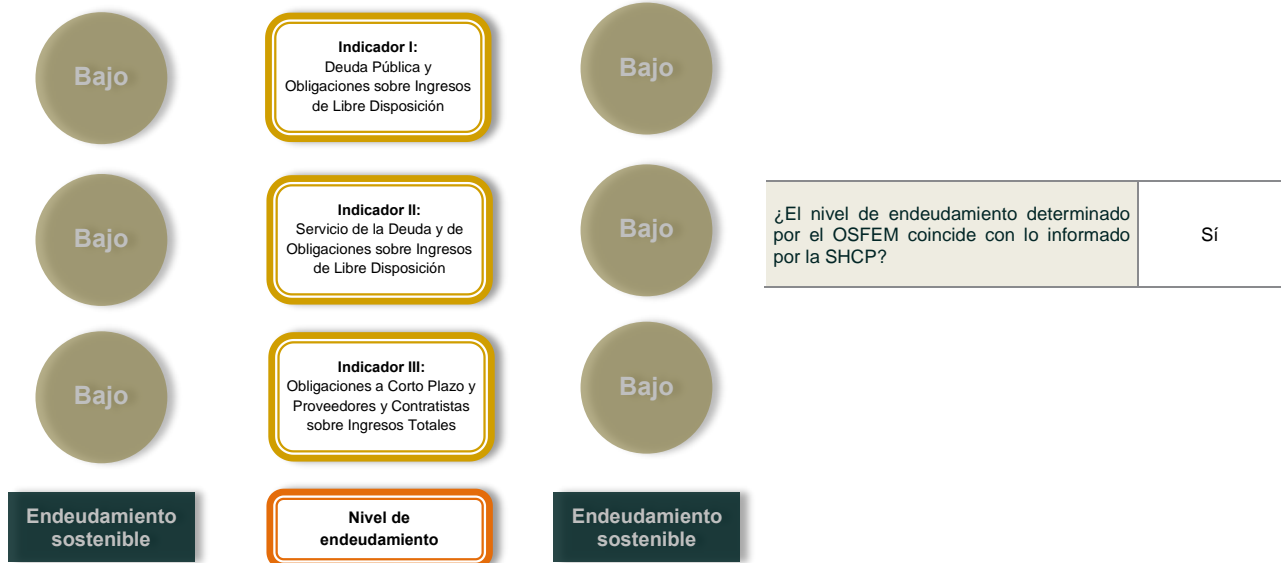 Bajo
Indicador I:
Deuda Pública y
Obligaciones sobre Ingresos
de Libre Disposición
Bajo
Bajo
Indicador II:
Servicio de la Deuda y de
Obligaciones sobre Ingresos
de Libre Disposición
Bajo
¿El nivel de endeudamiento determinado
por el OSFEM coincide con lo informado
por la SHCP?
Sí
Bajo
Indicador III:
Obligaciones a Corto Plazo y
Proveedores y Contratistas
sobre Ingresos Totales
Bajo
Endeudamiento
sostenible
Nivel de
endeudamiento
Endeudamiento
sostenible